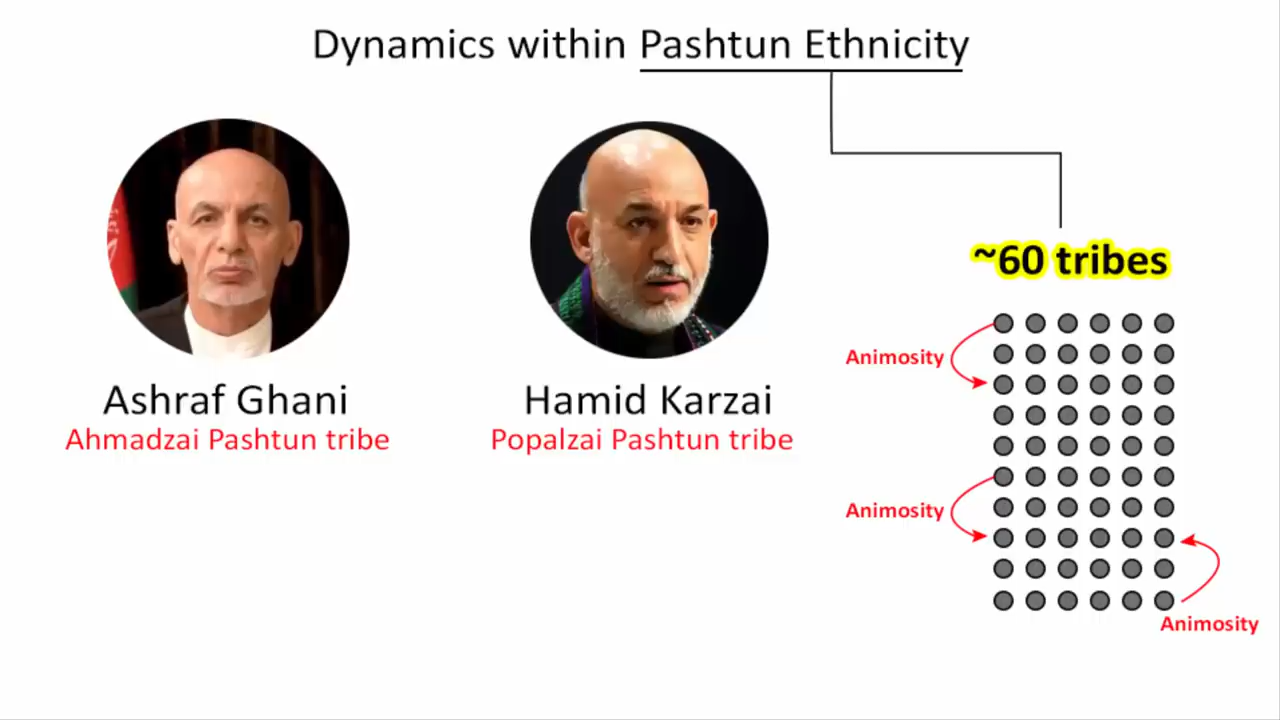 Dynamics within Pashtun Ethnicity
~60 tribes
Animosity
Ashraf Ghani
Hamid Karzai
Ahmadzai Pashtun tribe
Popalzai Pashtun tribe
Animosity
Animosity